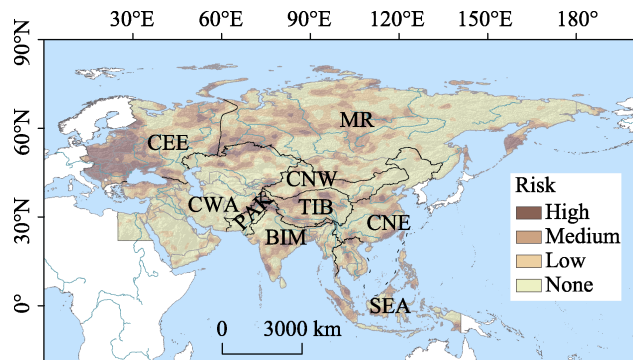 30° 60° 90° 120° 150° 180°
90°N
60°N
30°N
0°
MR
CEE
CNW
CWA
PAK
TIB
CNE
BIM
SEA
Risk
High
Medium
Low
None
0 3000 km